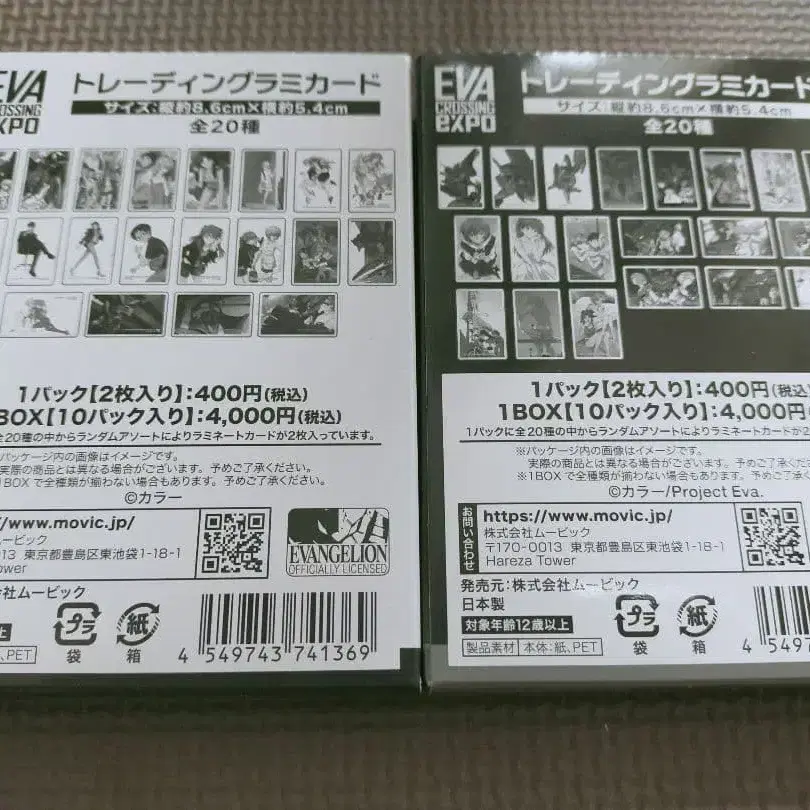 EVA
CROSSING
EXPO
トレーディングラミカード
サイズ:縦約8.6cm×横約5.4cm
全20種
1パック【2枚入り】:400円(税込)
BOX【10パック入り】:4,000円(税込)
全20種の中からランダムアソートによりラミネートカードが2枚入っています。
パッケージ内の画像はイメージです。
実際の商品とは異なる場合がございます。予めご了承ください。
1BOXで全種類が揃わない場合もあります。予めご了承ください。
©カラー
/www.movic.jp/
ムービック
0013 東京都豊島区東池袋1-18-1
ower
EVANGELION
OFFICIALLY LICENSED
株式会社ムービック
プラ
袋
紙
箱
、PET
4 549743 741369
EVA
CROSSING
EXPO
トレーディングラミカード
サイズ:縦約8.6cm×横約5.4cm
全20種
1パック【2枚入り】:400円(税込)
1BOX【10パック入り】:4,000円
1パックに全20種の中からランダムアソートによりラミネートカードが2
※パッケージ内の画像はイメージです。
実際の商品とは異なる場合がございます。予めご了
※1BOXで全種類が揃わない場合もあります。予めご了
©カラー/Project Eva.
お問い合わせ
https://www.movic.jp/
株式会社ムービック
〒170-0013 東京都豊島区東池袋1-18-1
Hareza Tower
発売元:株式会社ムービック
日本製
対象年齢12歳以上
製品素材 本体:紙、PET
プラ
袋
紙
箱
4 5497